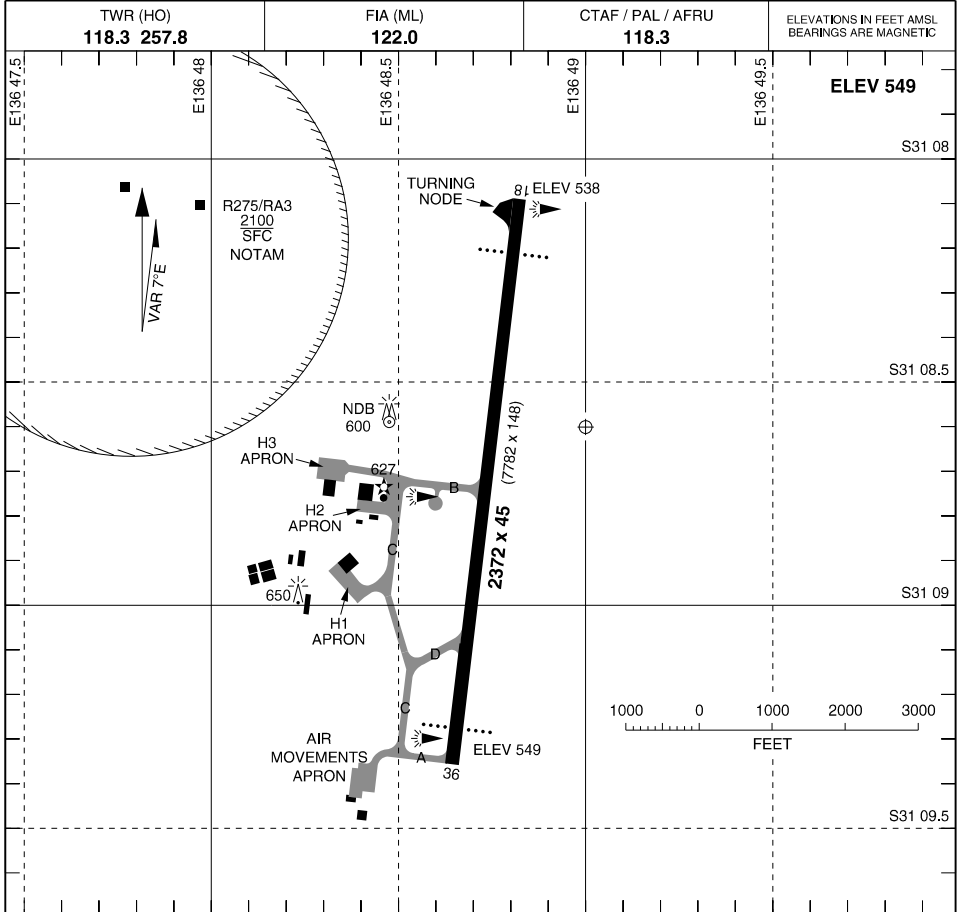 TWR (HO)
118.3 257.8
FIA (ML)
122.0
CTAF / PAL / AFRU
118.3
ELEVATIONS IN FEET AMSL
BEARINGS ARE MAGNETIC
E136 47.5
E136 48
E136 48.5
E136 49
E136 49.5
ELEV 549
S31 08
TURNING
NODE
18
ELEV 538
R275/RA3
2100
SFC
NOTAM
VAR 7°E
S31 08.5
NDB
600
(7782 x 148)
2372 x 45
H3
APRON
627
B
H2
APRON
C
650
S31 09
H1
APRON
D
C
1000 0 1000 2000 3000
FEET
AIR
MOVEMENTS
APRON
A
ELEV 549
36
S31 09.5